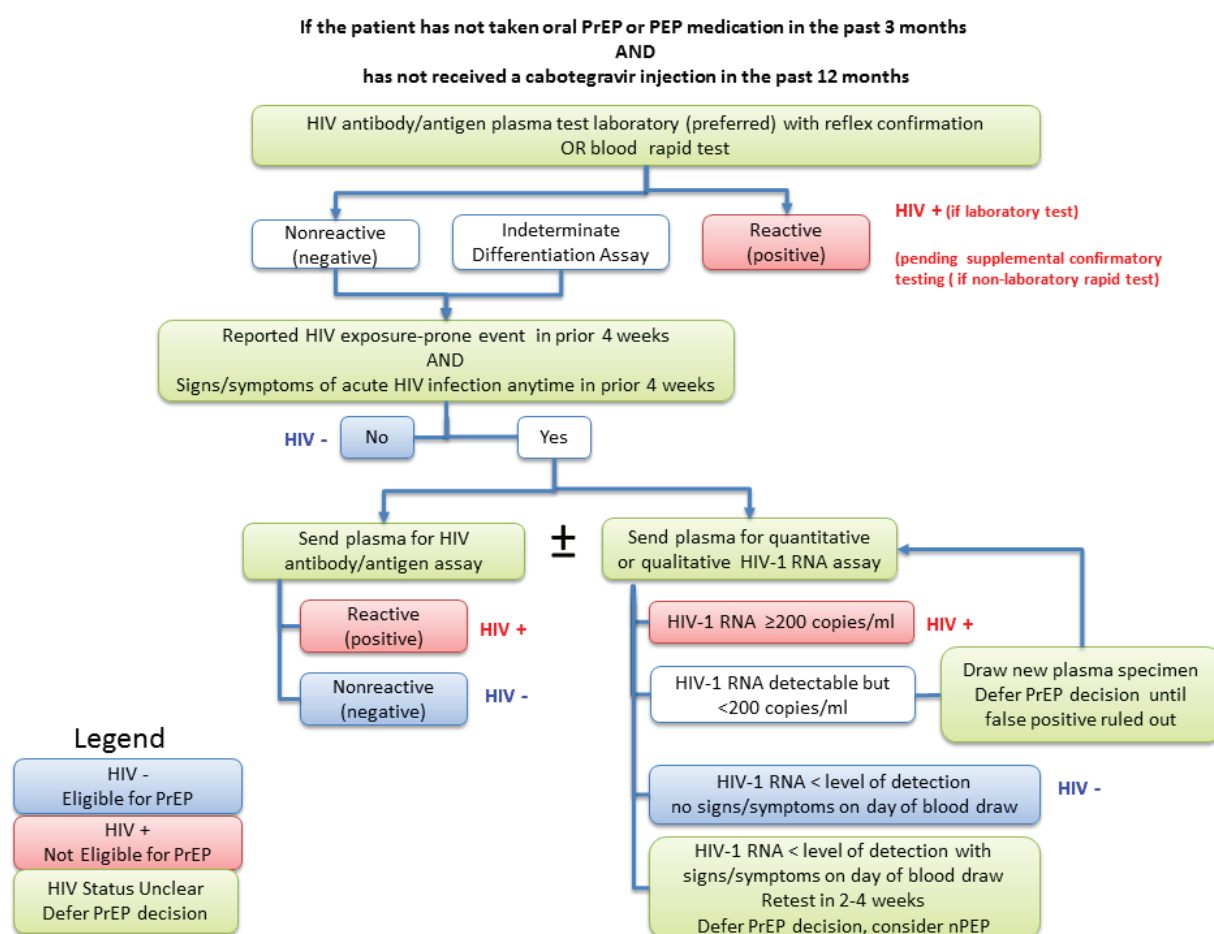 If the patient has not taken oral PrEP or PEP medication in the past 3 months
AND
has not received a cabotegravir injection in the past 12 months
HIV antibody/antigen plasma test laboratory (preferred) with reflex confirmation
OR blood rapid test
Nonreactive
(negative)
Indeterminate
Differentiation Assay
Reactive
(positive)
HIV + (if laboratory test)
(pending supplemental confirmatory
testing ( if non-laboratory rapid test)
Reported HIV exposure-prone event in prior 4 weeks
AND
Signs/symptoms of acute HIV infection anytime in prior 4 weeks
HIV -
No
Yes
Send plasma for HIV
antibody/antigen assay
±
Send plasma for quantitative
or qualitative HIV-1 RNA assay
Reactive
(positive)
HIV +
Nonreactive
(negative)
HIV -
HIV-1 RNA ≥200 copies/ml
HIV +
HIV-1 RNA detectable but
<200 copies/ml
Draw new plasma specimen
Defer PrEP decision until
false positive ruled out
HIV-1 RNA < level of detection
no signs/symptoms on day of blood draw
HIV -
HIV-1 RNA < level of detection with
signs/symptoms on day of blood draw
Retest in 2-4 weeks
Defer PrEP decision, consider nPEP
Legend
HIV -
Eligible for PrEP
HIV +
Not Eligible for PrEP
HIV Status Unclear
Defer PrEP decision